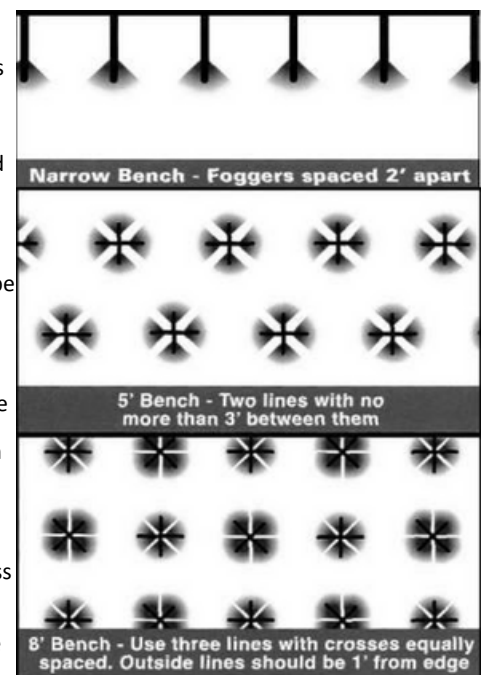 Narrow Bench - Foggers spaced 2' apart
5' Bench - Two lines with no
more than 3' between them
8' Bench - Use three lines with crosses equally
spaced. Outside lines should be 1' from edge